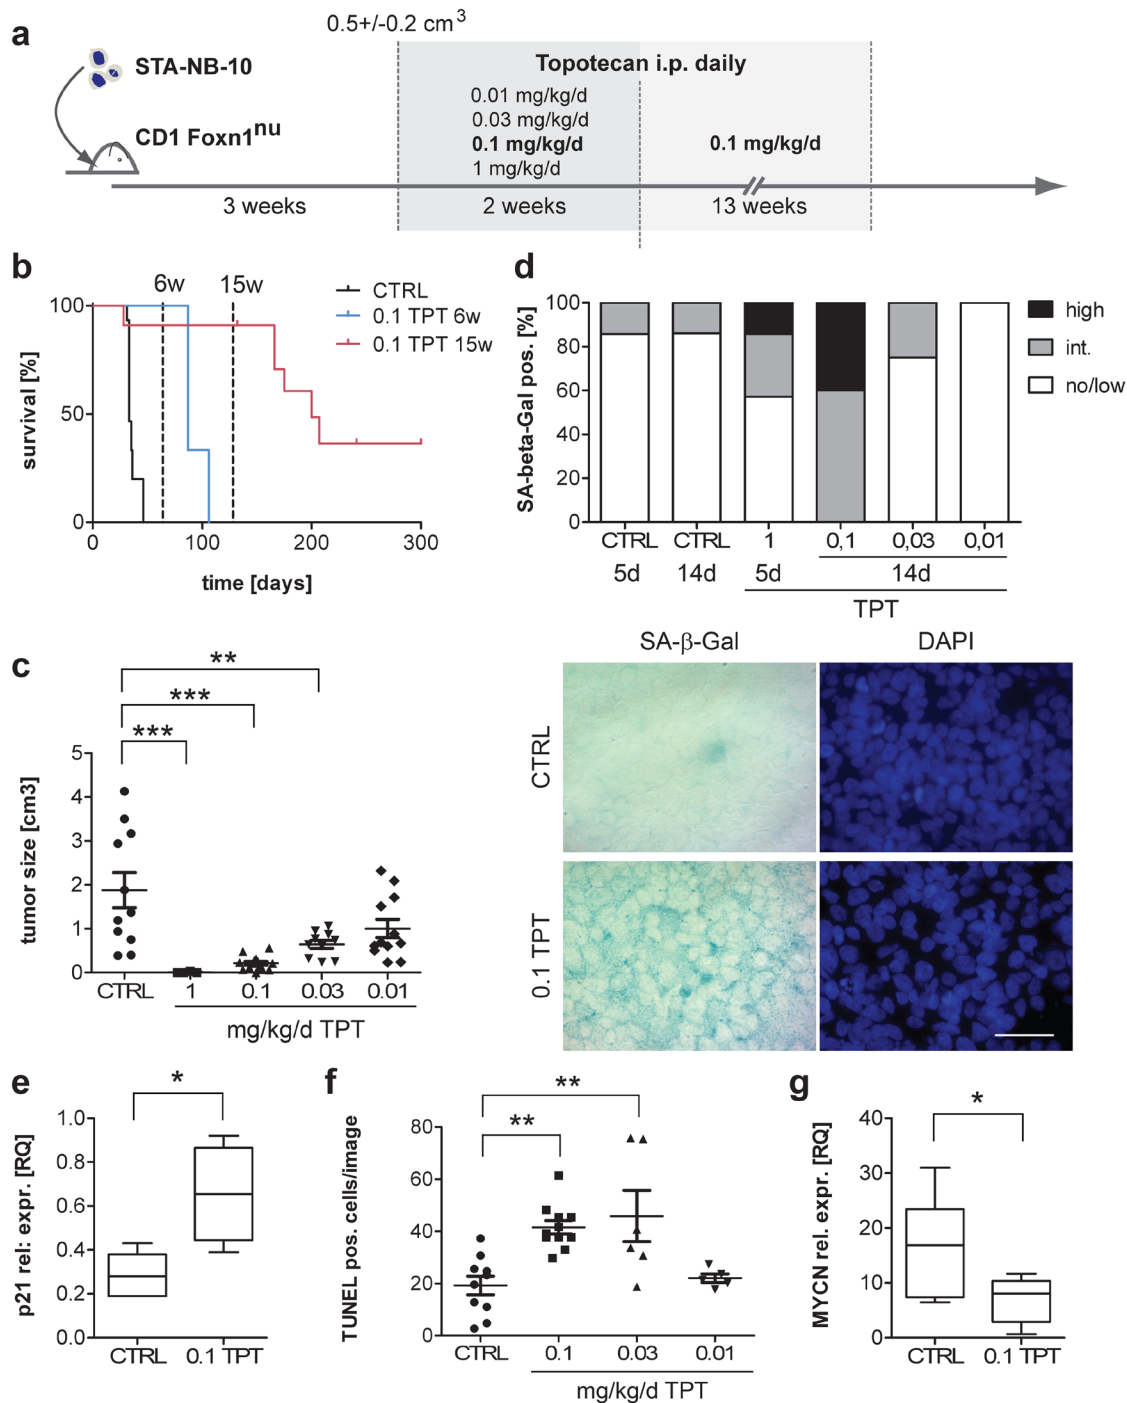 a
0.5+/-0.2 cm3
STA-NB-10
CD1 Foxn1nu
Topotecan i.p. daily
0.01 mg/kg/d
0.03 mg/kg/d
0.1 mg/kg/d
1 mg/kg/d
0.1 mg/kg/d
3 weeks
2 weeks
13 weeks
b
6w
15w
CTRL
0.1 TPT 6w
0.1 TPT 15w
survival [%]
100
50
0
0 100 200 300
time [days]
d
SA-beta-Gal pos. [%]
100
80
60
40
20
0
high
int.
no/low
CTRL CTRL 1 0,1 0,03 0,01
5d 14d 5d 14d
TPT
SA-β-Gal
DAPI
CTRL
0.1 TPT
c
**
***
***
tumor size [cm3]
5
4
3
2
1
0
CTRL 1 0.1 0.03 0.01
mg/kg/d TPT
e
*
p21 rel: expr. [RQ]
1.0
0.8
0.6
0.4
0.2
0.0
CTRL 0.1 TPT
f
**
**
TUNEL pos. cells/image
80
60
40
20
0
CTRL 0.1 0.03 0.01
mg/kg/d TPT
g
*
MYCN rel. expr. [RQ]
40
30
20
10
0
CTRL 0.1 TPT